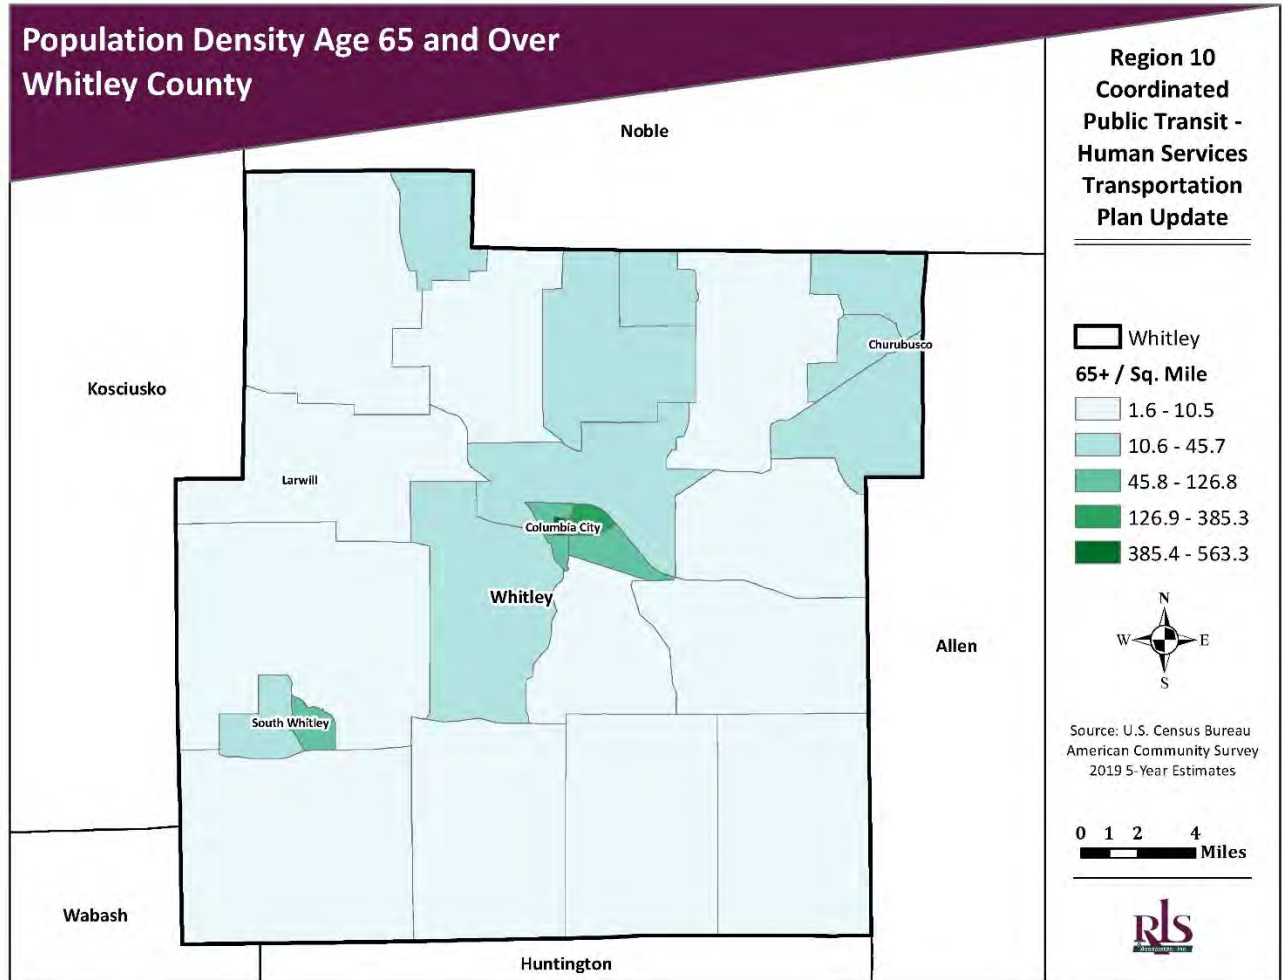 Population Density Age 65 and Over
Whitley County
Region 10
Coordinated
Public Transit -
Human Services
Transportation
Plan Update
Noble
Kosciusko
Churubusco
Larwill
Columbia City
Whitley
Allen
South Whitley
Wabash
Huntington
Whitley
65+ / Sq. Mile
1.6 - 10.5
10.6 - 45.7
45.8 - 126.8
126.9 - 385.3
385.4 - 563.3
N
W E
S
Source: U.S. Census Bureau
American Community Survey
2019 5-Year Estimates
0 1 2 4
Miles
RLS
& Associates, Inc.